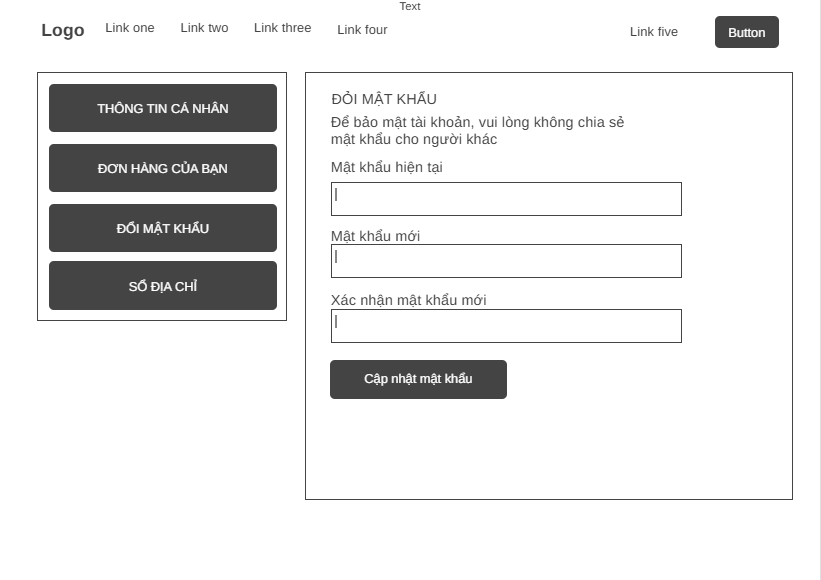 Text
Logo
Link one
Link two
Link three
Link four
Link five
Button
THÔNG TIN CÁ NHÂN
ĐƠN HÀNG CỦA BẠN
ĐỔI MẬT KHẨU
SỔ ĐỊA CHỈ
ĐỎI MẬT KHẨU
Để bảo mật tài khoản, vui lòng không chia sẻ
mật khẩu cho người khác
Mật khẩu hiện tại
Mật khẩu mới
Xác nhận mật khẩu mới
Cập nhật mật khẩu